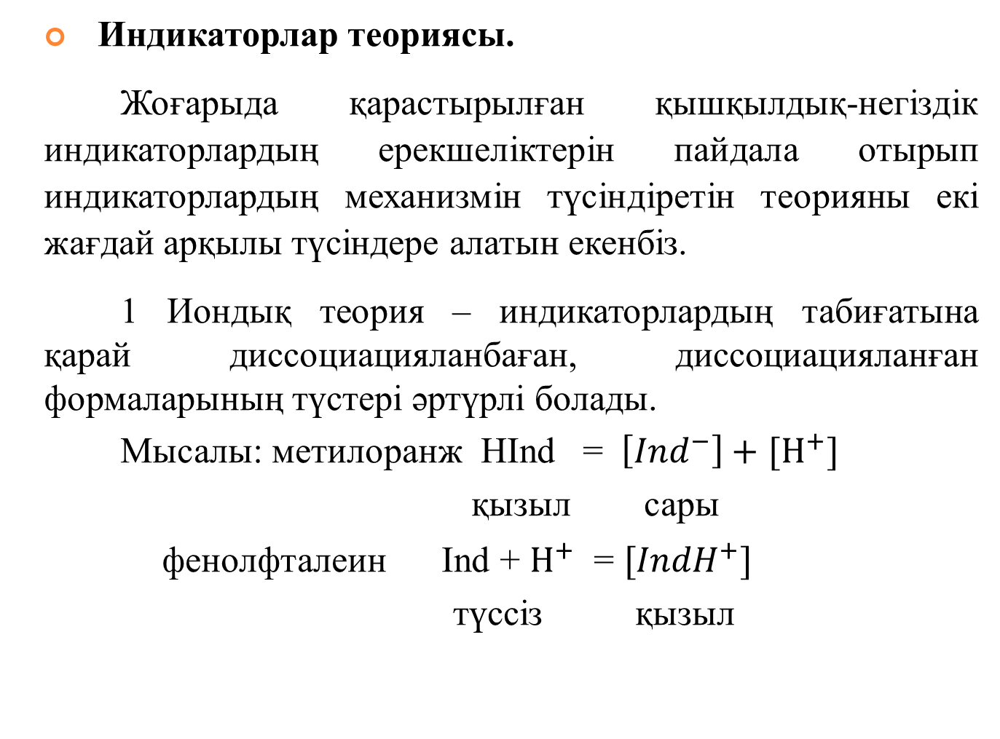 Индикаторлар теориясы.
Жоғарыда қарастырылған қышқылдық-негіздік
индикаторлардың ерекшеліктерін пайдала отырып
индикаторлардың механизмін түсіндіретін теорияны екі
жағдай арқылы түсіндере алатын екенбіз.
1 Иондық теория – индикаторлардың табиғатына
қарай диссоциацияланбаған, диссоциацияланған
формаларының түстері әртүрлі болады.
Мысалы: метилоранж HInd = [Ind⁻] + [H⁺]
қызыл сары
фенолфталеин Ind + H⁺ = [IndH⁺]
түссіз қызыл